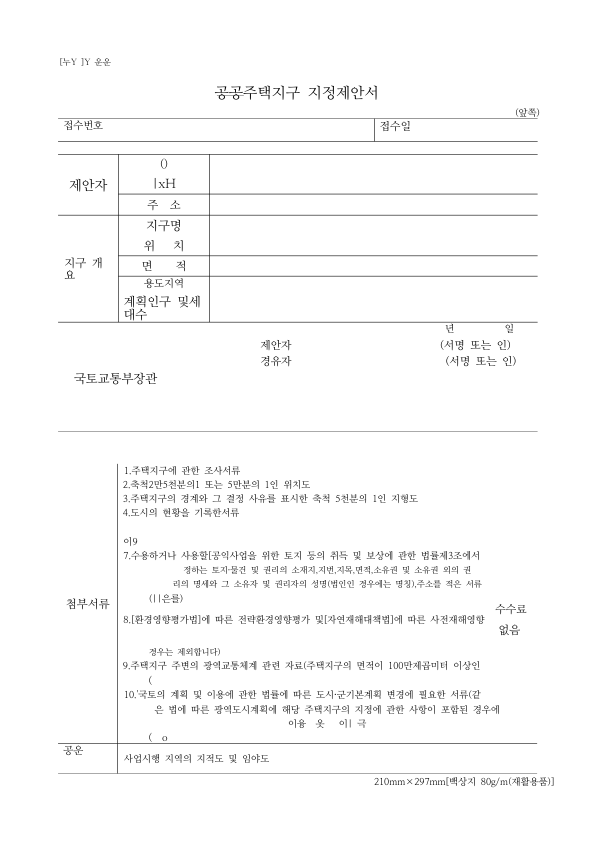 [누Y ]Y 운운
공공주택지구 지정제안서
(앞쪽)
접수번호 접수일
제안자
()
|xH
주 소
지구 개
요
지구명
위 치
면 적
용도지역
계획인구 및세
대수
년 일
제안자 (서명 또는 인)
경유자 (서명 또는 인)
국토교통부장관
첨부서류
1.주택지구에 관한 조사서류
2.축척2만5천분의1 또는 5만분의 1인 위치도
3.주택지구의 경계와 그 결정 사유를 표시한 축척 5천분의 1인 지형도
4.도시의 현황을 기록한서류
이9
7.수용하거나 사용할[공익사업을 위한 토지 등의 취득 및 보상에 관한 법률제3조에서
정하는 토지·물건 및 권리의 소재지,지번,지목,면적,소유권 및 소유권 외의 권
리의 명세와 그 소유자 및 권리자의 성명(법인인 경우에는 명칭),주소를 적은 서류
(||은를)
8.[환경영향평가법]에 따른 전략환경영향평가 및[자연재해대책법]에 따른 사전재해영향
경우는 제외합니다)
9.주택지구 주변의 광역교통체계 관련 자료(주택지구의 면적이 100만제곱미터 이상인
(
10.'국토의 계획 및 이용에 관한 법률에 따른 도시·군기본계획 변경에 필요한 서류(같
은 법에 따른 광역도시계획에 해당 주택지구의 지정에 관한 사항이 포함된 경우에
이융 옷 이| 극
( o
수수료
없음
공운
사업시행 지역의 지적도 및 임야도
210mm×297mm[백상지 80g/m(재활용품)]